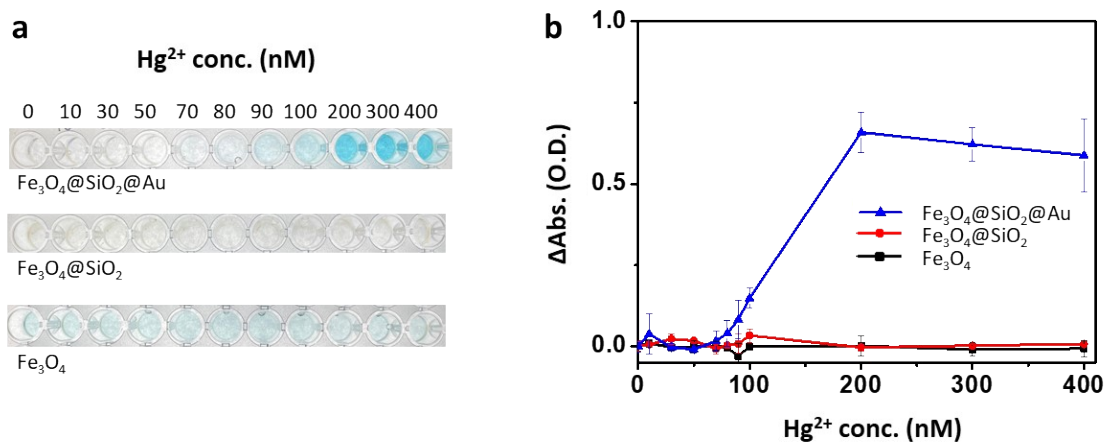 a
Hg²⁺ conc. (nM)
0 10 30 50 70 80 90 100 200 300 400
Fe₃O₄@SiO₂@Au
Fe₃O₄@SiO₂
Fe₃O₄
b
1.0
0.5
0.0
ΔAbs. (O.D.)
Fe₃O₄@SiO₂@Au
Fe₃O₄@SiO₂
Fe₃O₄
0 100 200 300 400
Hg²⁺ conc. (nM)